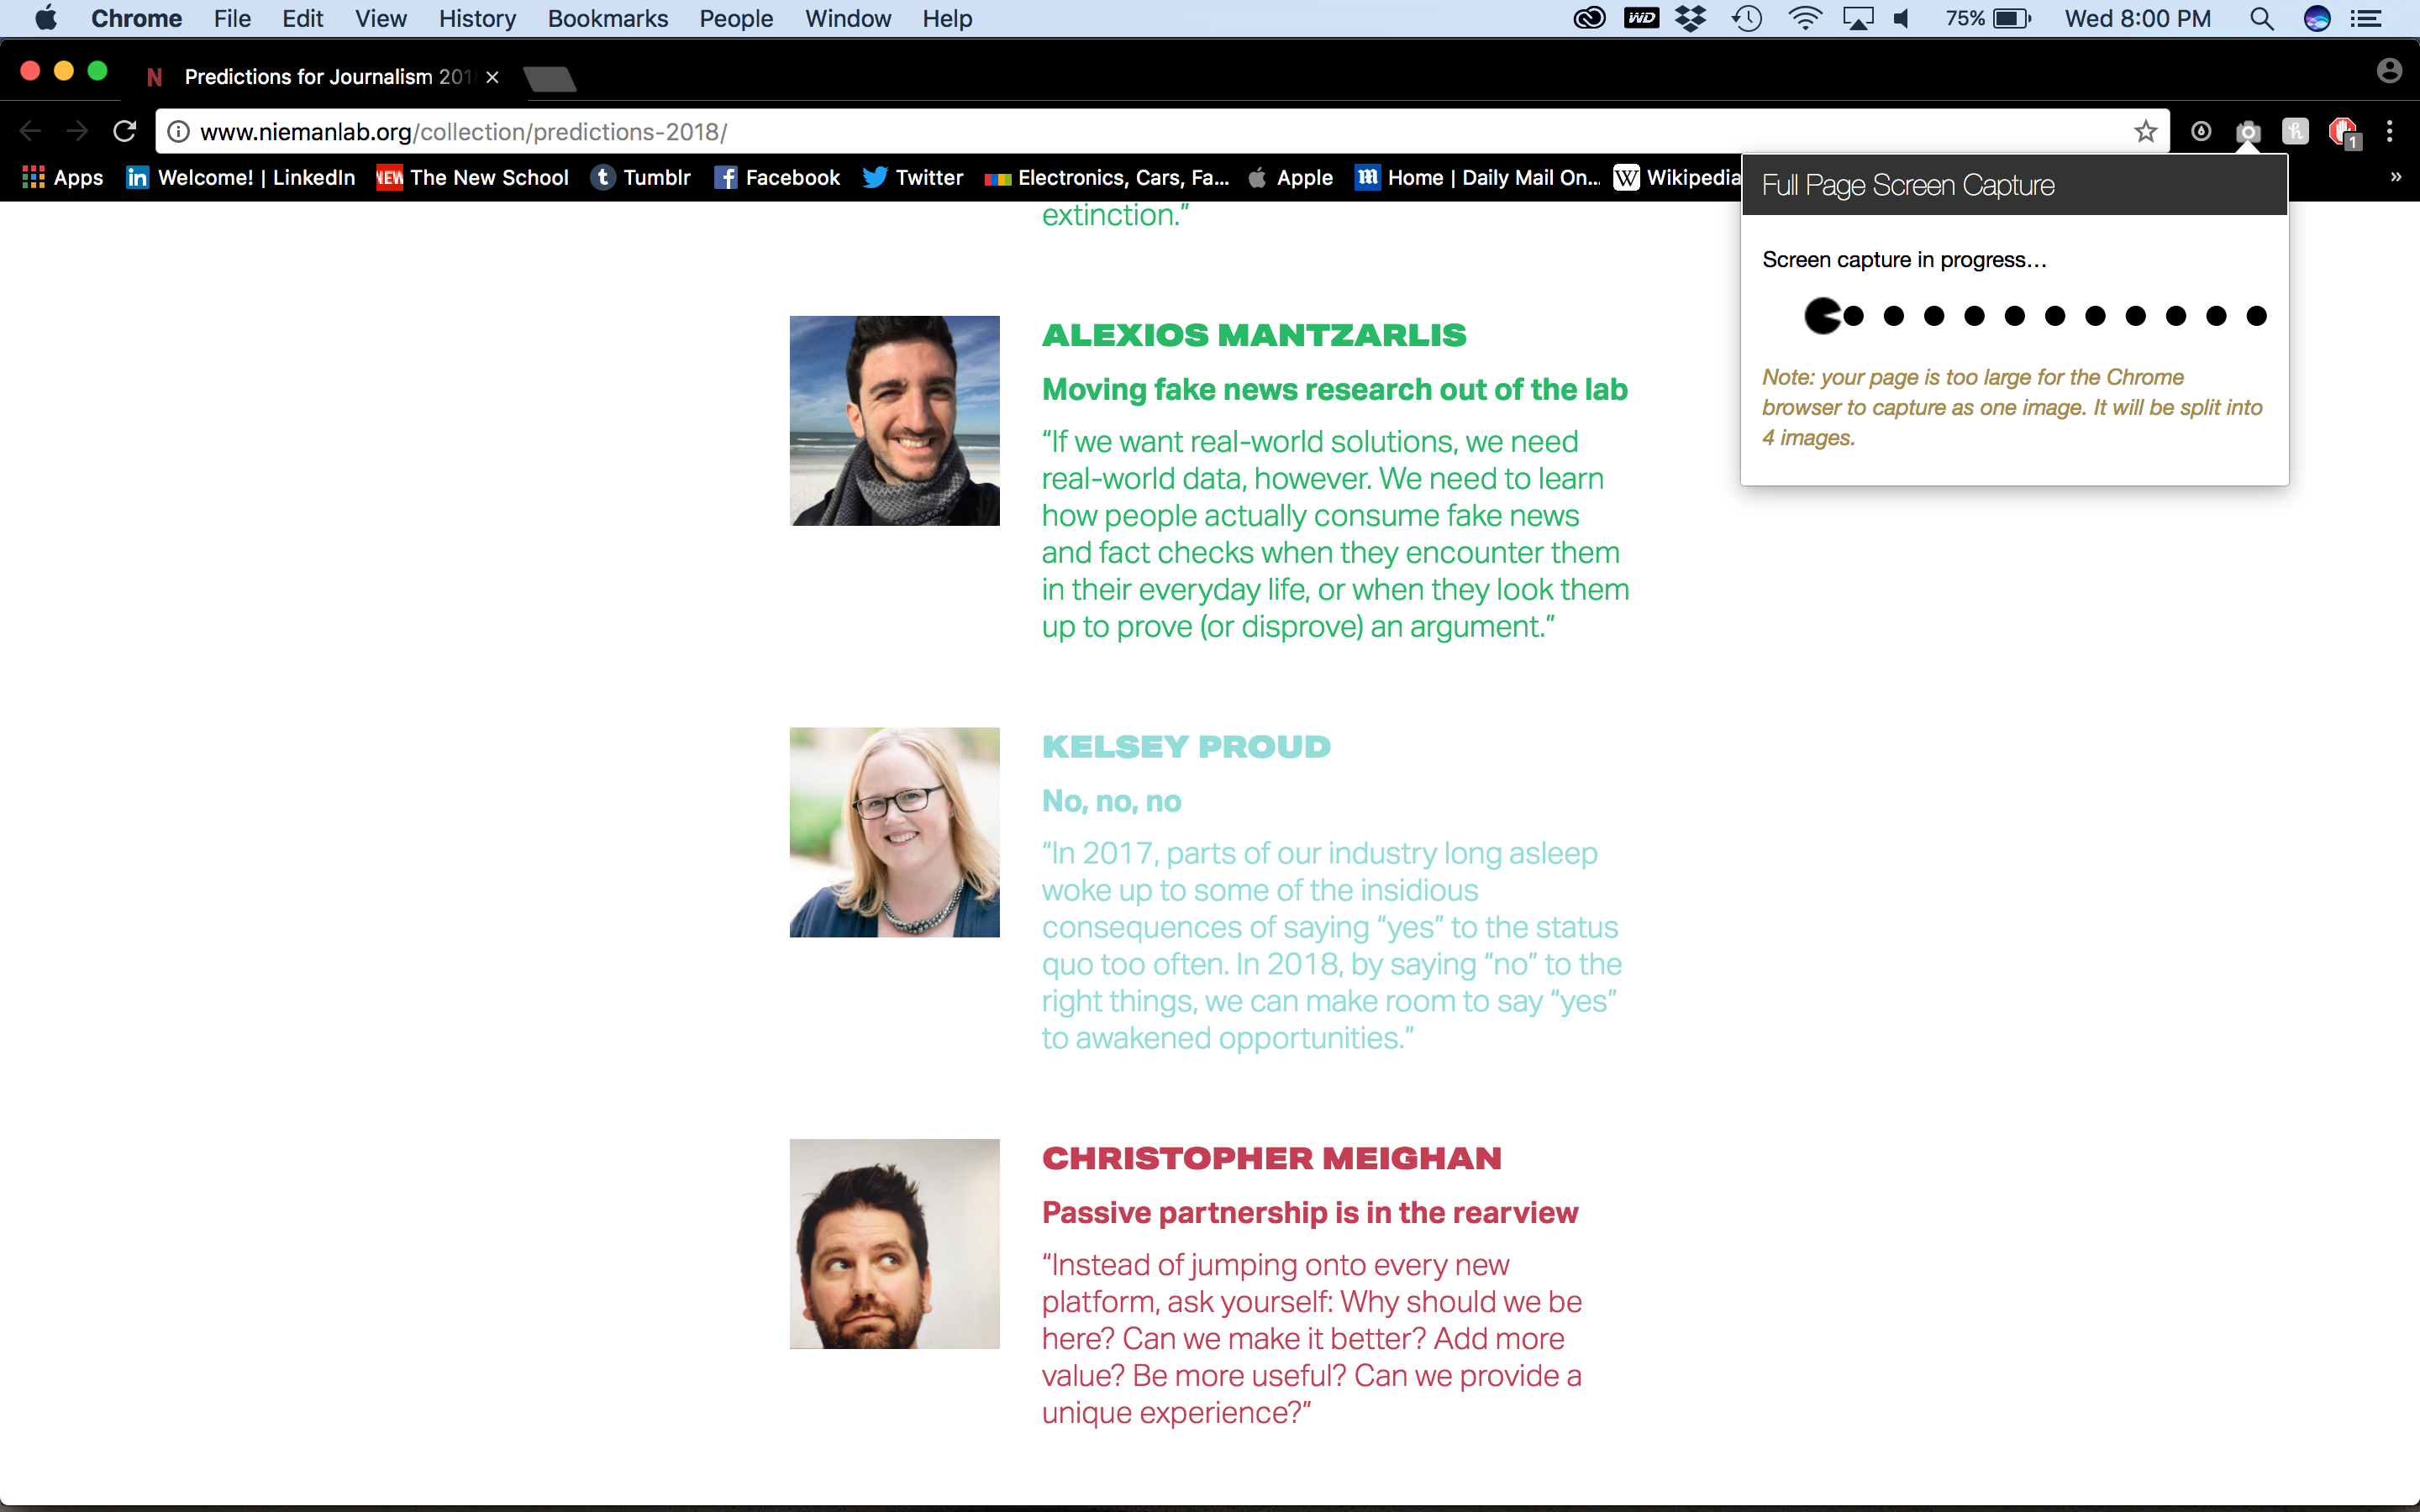 Chrome File Edit View History Bookmarks People Window Help WD 75% Wed 8:00 PM
N Predictions for Journalism 201
www.niemanlab.org/collection/predictions-2018/ h 1
Apps in Welcome! | LinkedIn NEW The New School t Tumblr f Facebook Twitter Electronics, Cars, Fa... Apple m Home | Daily Mail On... W Wikipedia »
Full Page Screen Capture
Screen capture in progress...
Note: your page is too large for the Chrome
browser to capture as one image. It will be split into
4 images.
extinction.”
ALEXIOS MANTZARLIS
Moving fake news research out of the lab
“If we want real-world solutions, we need
real-world data, however. We need to learn
how people actually consume fake news
and fact checks when they encounter them
in their everyday life, or when they look them
up to prove (or disprove) an argument.”
KELSEY PROUD
No, no, no
“In 2017, parts of our industry long asleep
woke up to some of the insidious
consequences of saying “yes” to the status
quo too often. In 2018, by saying “no” to the
right things, we can make room to say “yes”
to awakened opportunities.”
CHRISTOPHER MEIGHAN
Passive partnership is in the rearview
“Instead of jumping onto every new
platform, ask yourself: Why should we be
here? Can we make it better? Add more
value? Be more useful? Can we provide a
unique experience?”